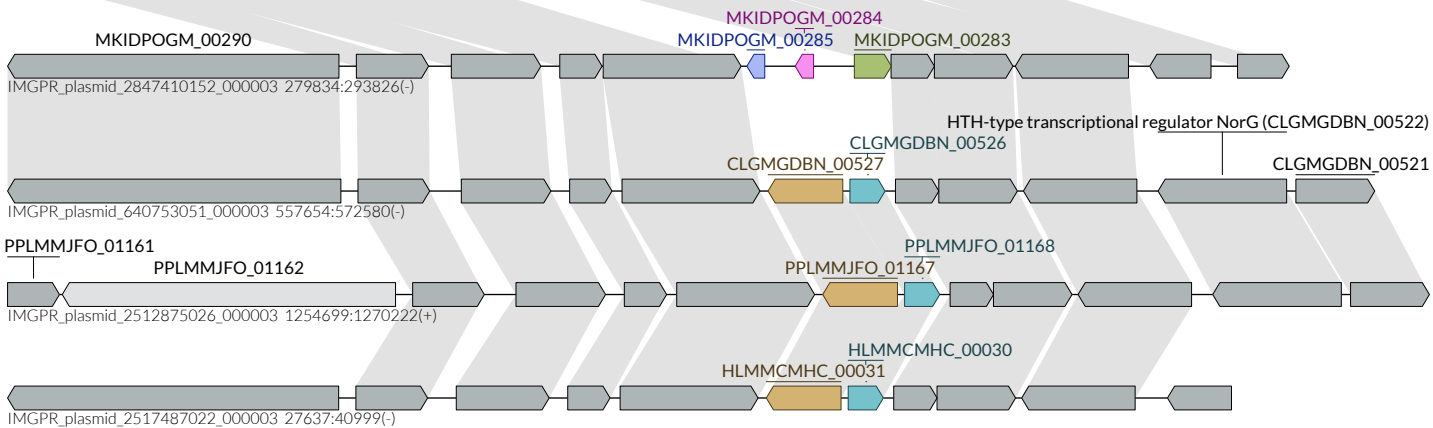 MKIDPOGM_00284
MKIDPOGM_00290
MKIDPOGM_00285
MKIDPOGM_00283
IMGPR_plasmid_2847410152_000003 279834:293826(-)
HTH-type transcriptional regulator NorG (CLGMGDBN_00522)
CLGMGDBN_00526
CLGMGDBN_00527
CLGMGDBN_00521
IMGPR_plasmid_640753051_000003 557654:572580(-)
PPLMMJFO_01161
PPLMMJFO_01168
PPLMMJFO_01162
PPLMMJFO_01167
IMGPR_plasmid_2512875026_000003 1254699:1270222(+)
HLMMCMHC_00030
HLMMCMHC_00031
IMGPR_plasmid_2517487022_000003 27637:40999(-)